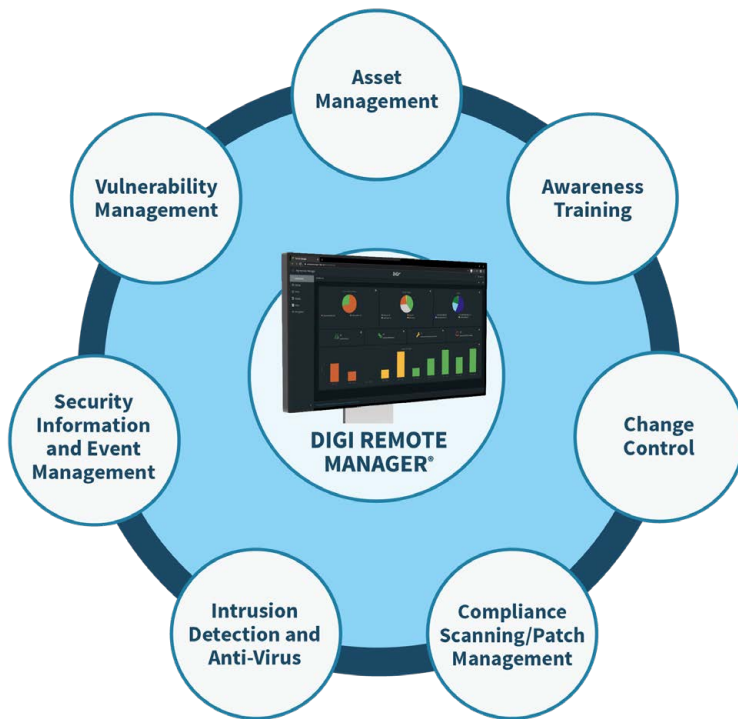 Asset
Management
Awareness
Training
Change
Control
Compliance
Scanning/Patch
Management
Intrusion
Detection and
Anti-Virus
Security
Information
and Event
Management
Vulnerability
Management
DIGI REMOTE
MANAGER®